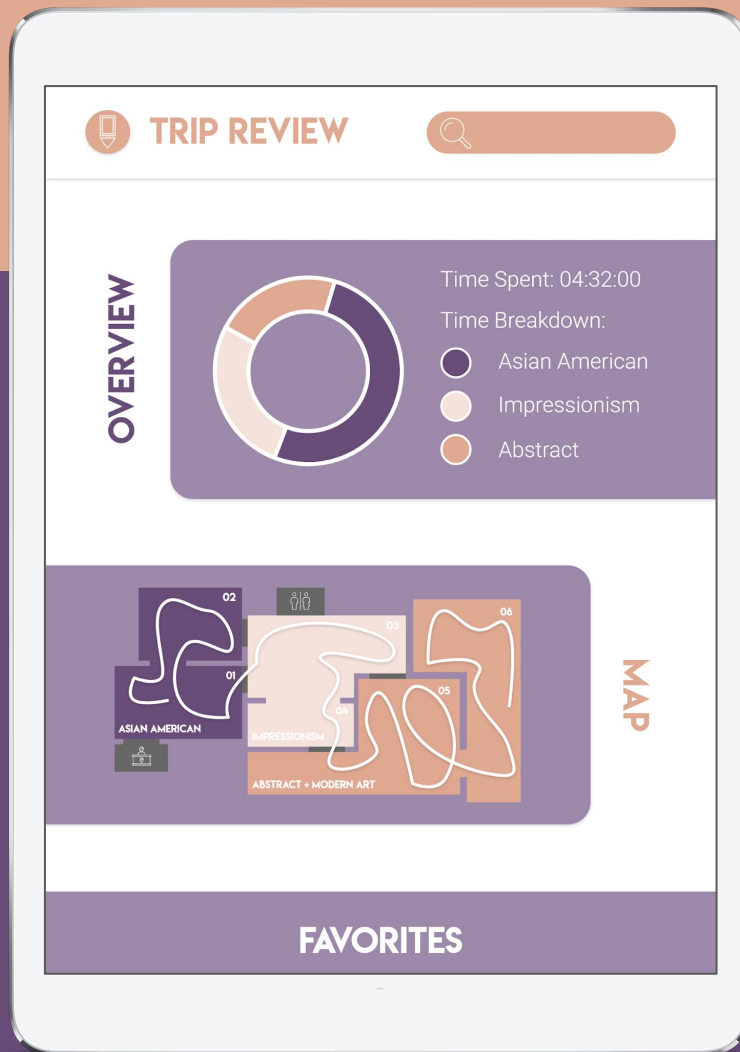 TRIP REVIEW
OVERVIEW
Time Spent: 04:32:00
Time Breakdown:
Asian American
Impressionism
Abstract
02
03
06
01
05
04
ASIAN AMERICAN
IMPRESSIONISM
ABSTRACT + MODERN ART
MAP
FAVORITES